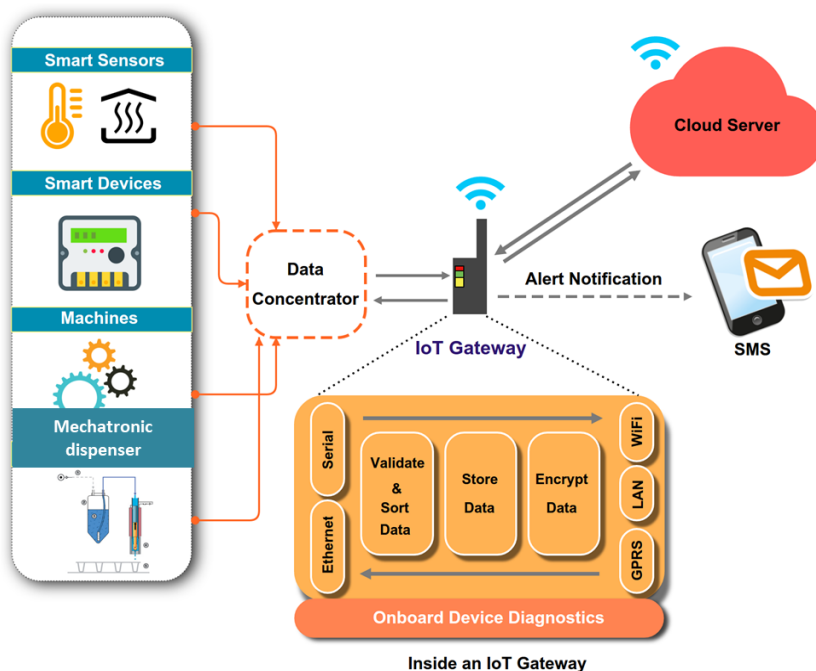 Smart Sensors
Smart Devices
Machines
Mechatronic
dispenser
Data
Concentrator
IoT Gateway
Cloud Server
Alert Notification
SMS
Serial
Ethernet
Validate
&
Sort
Data
Store
Data
Encrypt
Data
WiFi
LAN
GPRS
Onboard Device Diagnostics
Inside an IoT Gateway